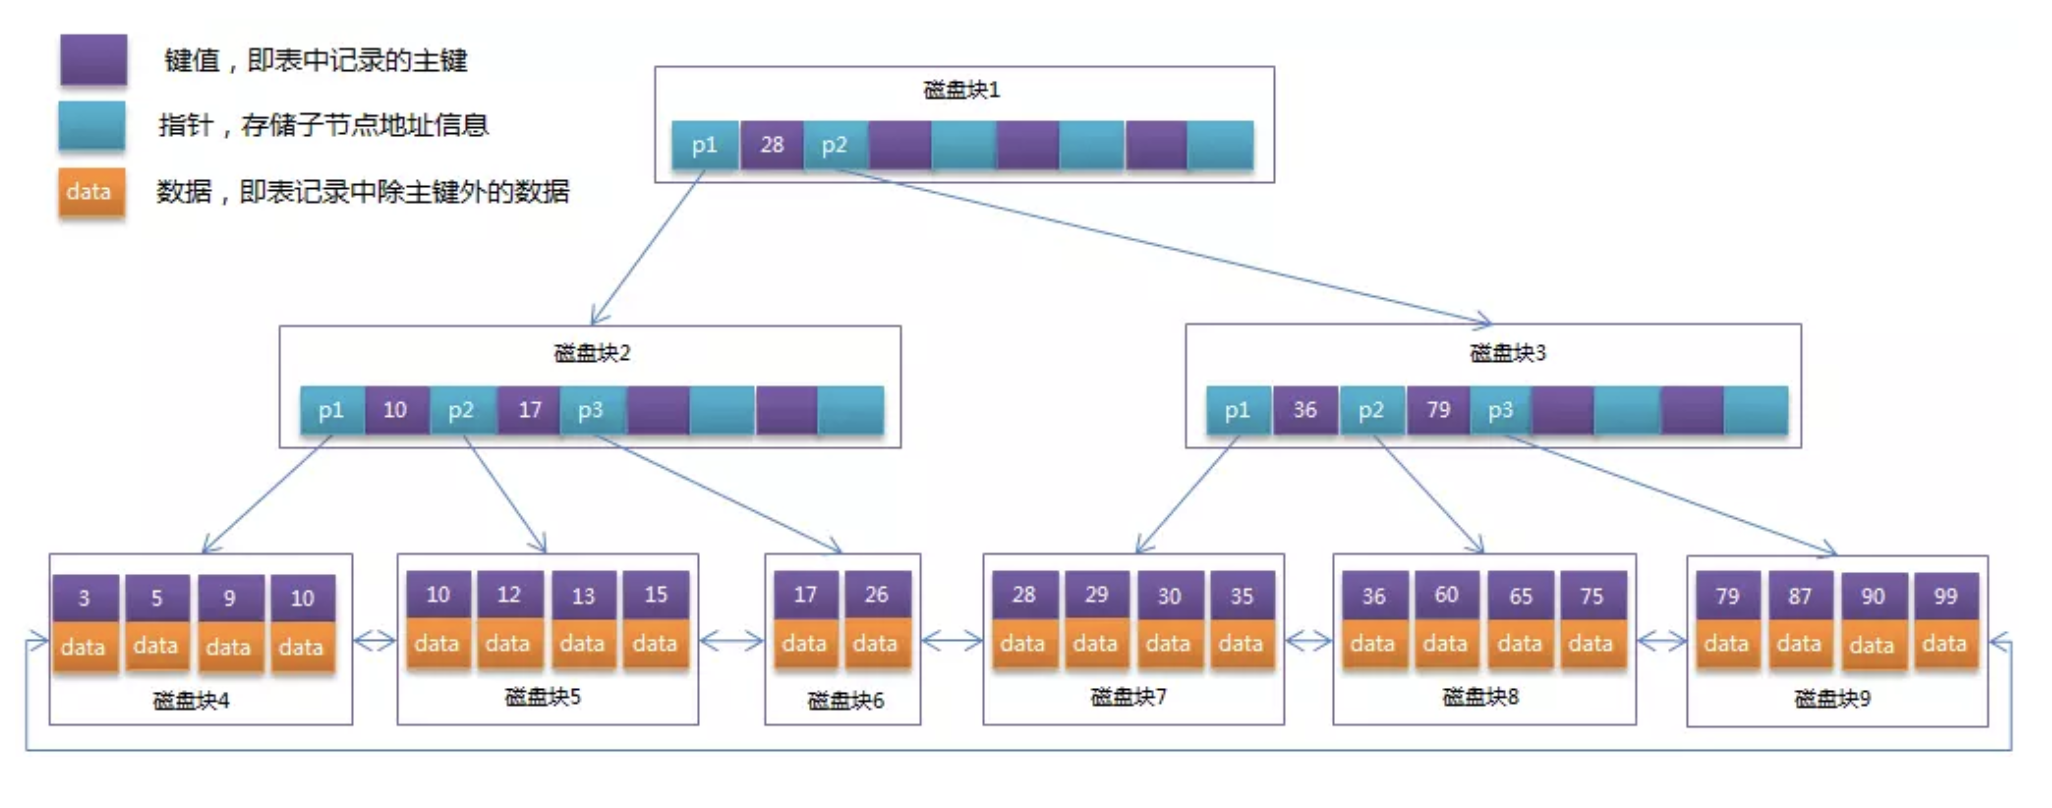 键值，即表中记录的主键
指针，存储子节点地址信息
data 数据，即表记录中除主键外的数据
磁盘块1
p1 28 p2
磁盘块2
p1 10 p2 17 p3
磁盘块3
p1 36 p2 79 p3
3 5 9 10
data data data data
磁盘块4
10 12 13 15
data data data data
磁盘块5
17 26
data data
磁盘块6
28 29 30 35
data data data data
磁盘块7
36 60 65 75
data data data data
磁盘块8
79 87 90 99
data data data data
磁盘块9